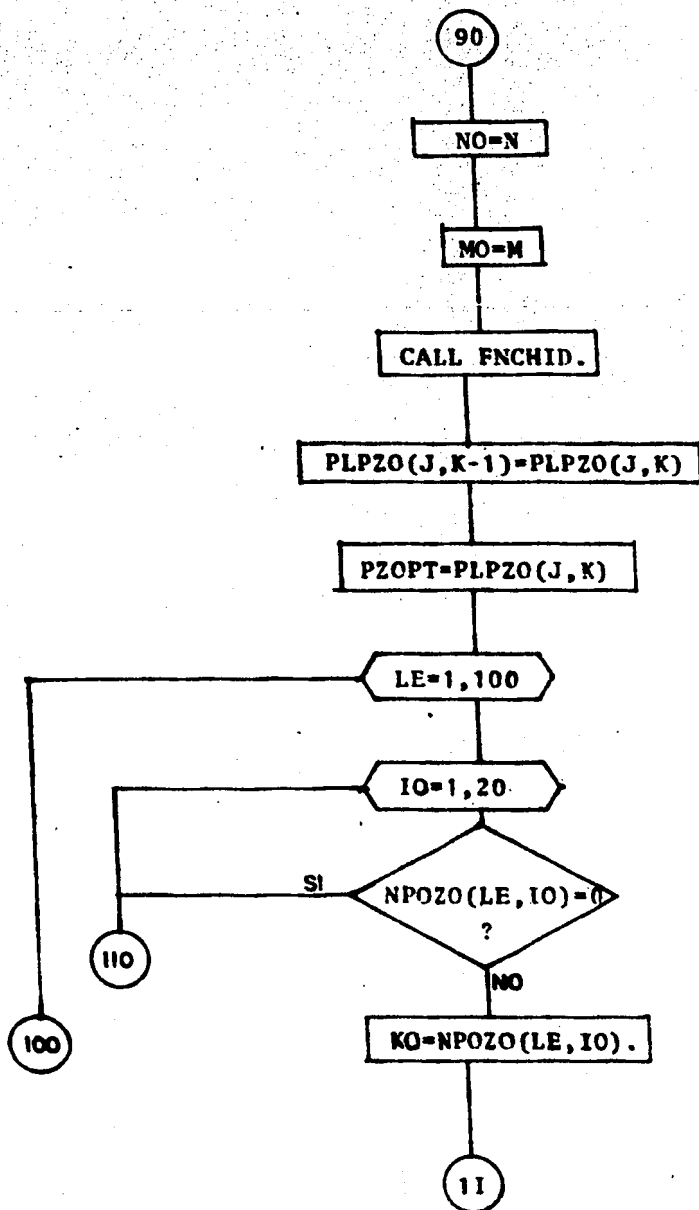 90
NO=N
MO=M
CALL FNCHID.
PLPZO(J,K-1)=PLPZO(J,K)
PZOPT=PLPZO(J,K)
LE=1,100
IO=1,20
SI
NPOZO(LE,IO)=0
?
110
NO
100
KO=NPOZO(LE,IO).
11